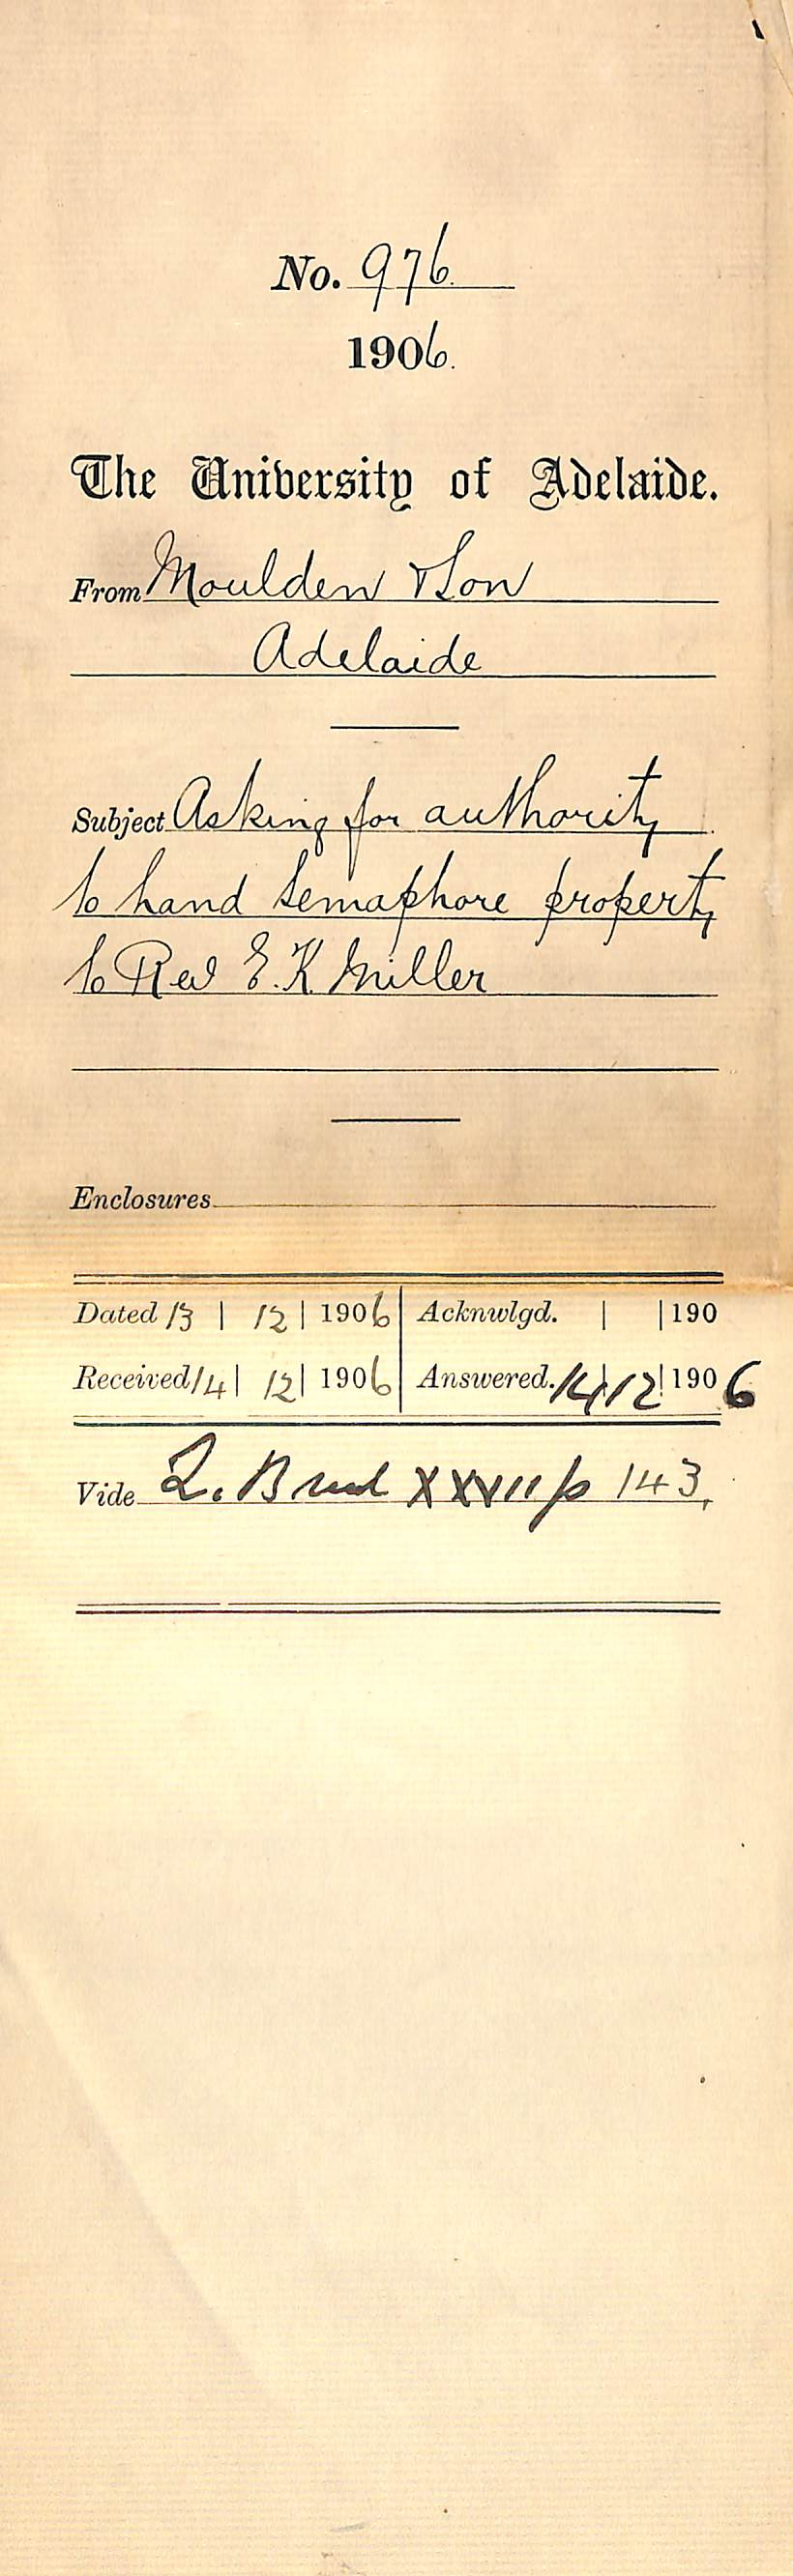 No. 976.
1906.
The University of Adelaide.
From Moulden & Son
Adelaide
Subject Asking for authority
to hand Semaphore property
to Rev E. K. Miller
Enclosures
Dated 13 | 12 | 1906 Acknwlgd. | | 190
Received 14 | 12 | 1906 Answered. 14 | 12 | 1906
Vide XXVII p 143.